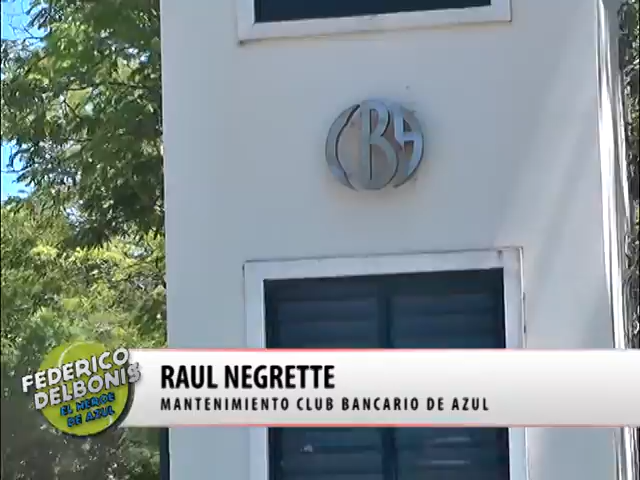 CBA
RAUL NEGRETTE
MANTENIMIENTO CLUB BANCARIO DE AZUL
FEDERICO
DELBONIS
EL HEROE
DE AZUL